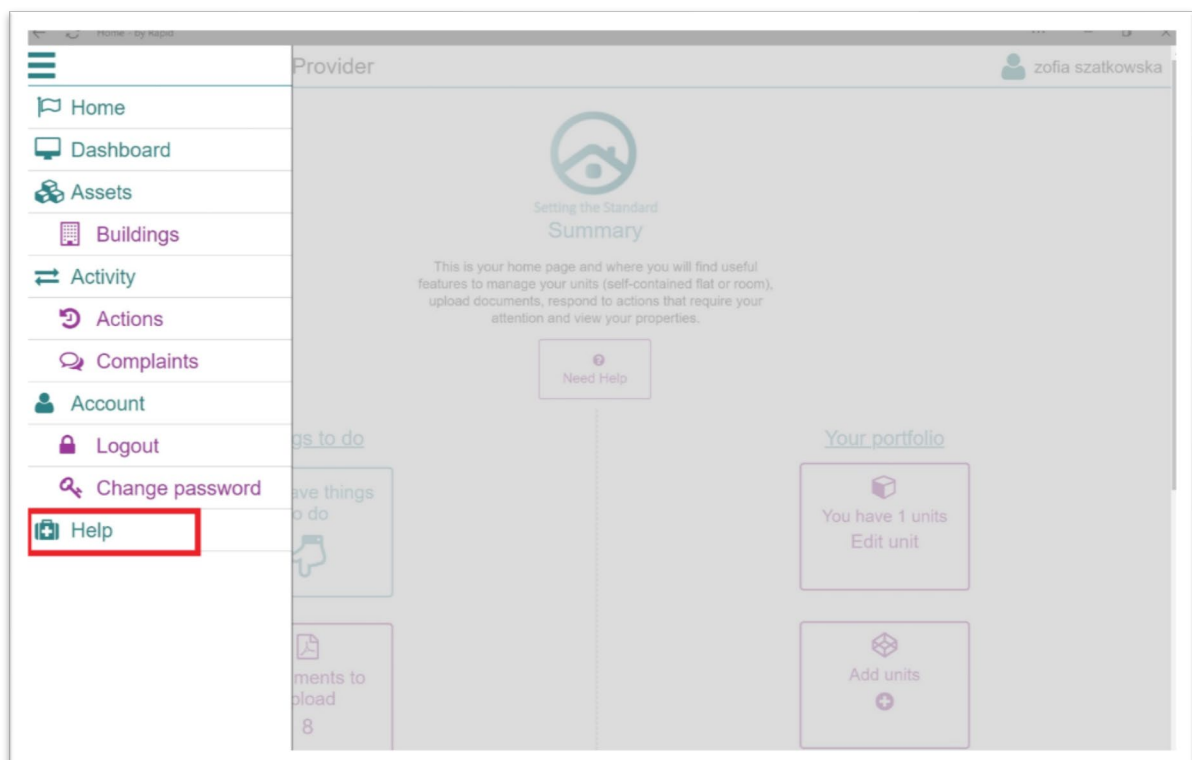 Home - by Rapid
Provider
zofia szatkowska
Home
Dashboard
Assets
Buildings
Activity
Actions
Complaints
Account
Logout
Change password
Help
Setting the Standard
Summary
This is your home page and where you will find useful
features to manage your units (self-contained flat or room),
upload documents, respond to actions that require your
attention and view your properties.
Need Help
gs to do
ave things
o do
ments to
pload
8
Your portfolio
You have 1 units
Edit unit
Add units